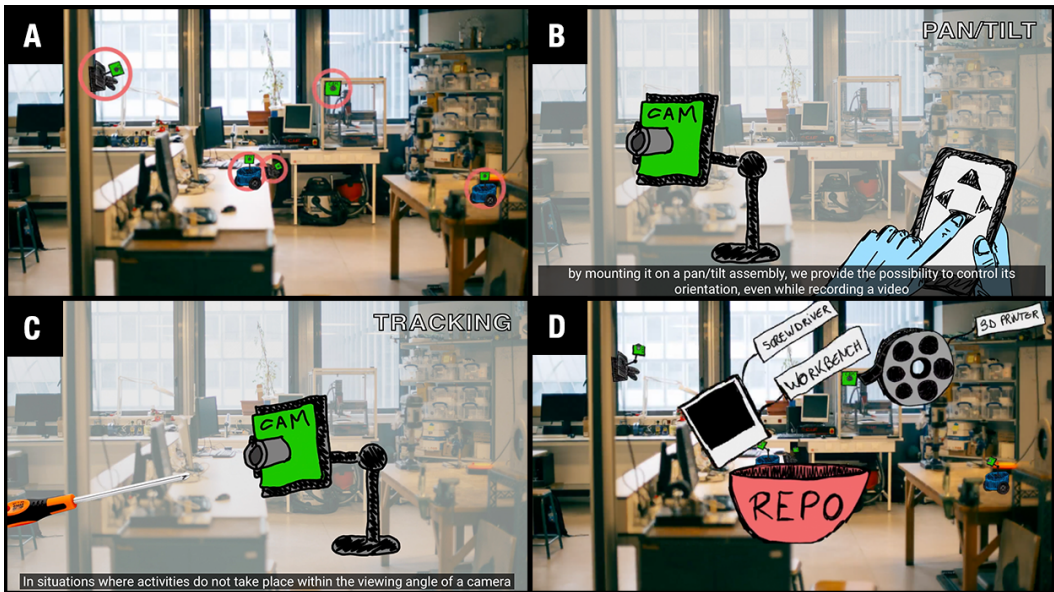 A
B
PAN/TILT
CAM
by mounting it on a pan/tilt assembly, we provide the possibility to control its
orientation, even while recording a video
C
TRACKING
CAM
In situations where activities do not take place within the viewing angle of a camera
D
SCREWDRIVER
WORKBENCH
3D PRINTER
REPO